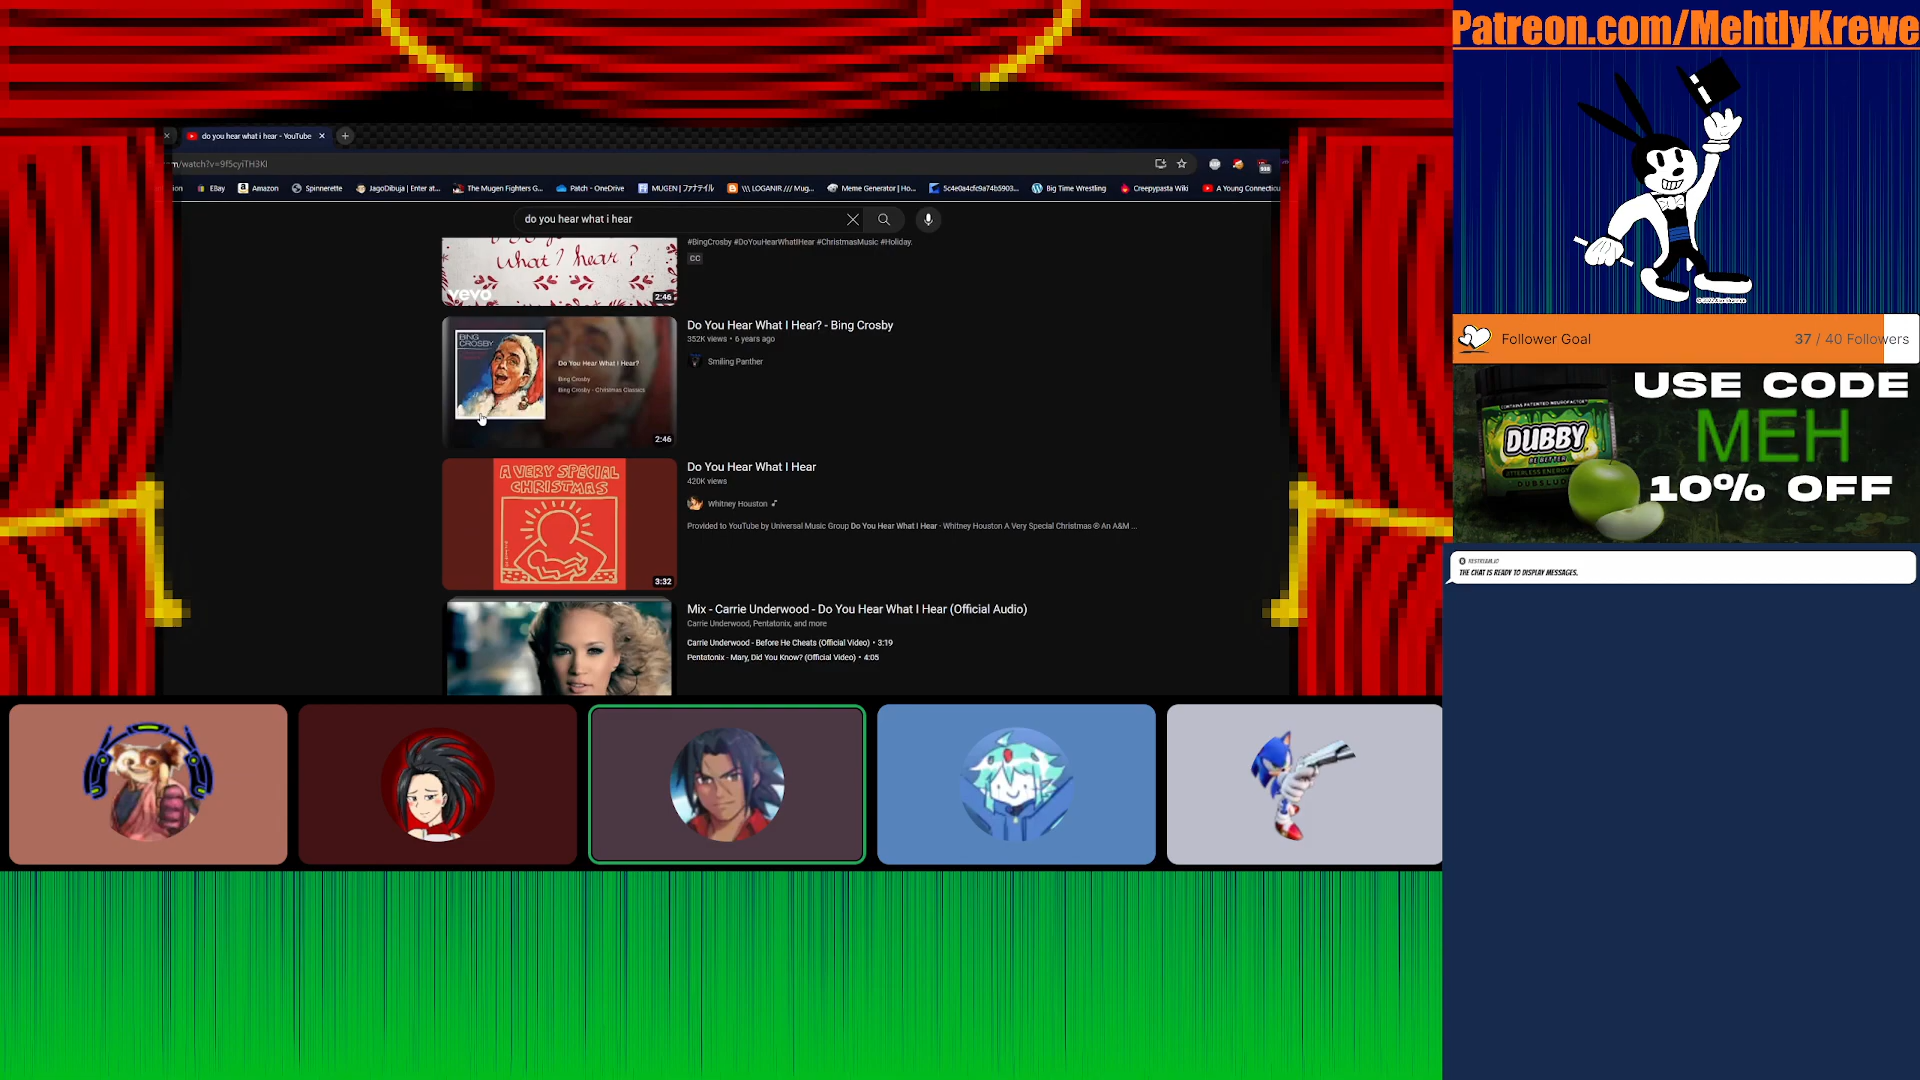 Patreon.com/MehtlyKrewe
do you hear what i hear - YouTube
m/watch?v=9f5cyiTH3KI
EBay
Amazon
Spinnerette
JagoDibuja | Enter at...
The Mugen Fighters G...
Patch - OneDrive
MUGEN | ファナテイル
\\\ LOGANIR /// Mug...
Meme Generator | Ho...
5c4e0a4cfc9a74b5903...
Big Time Wrestling
Creepypasta Wiki
A Young Connecticu
do you hear what i hear
what I hear?
vevo
2:46
#BingCrosby #DoYouHearWhatIHear #ChristmasMusic #Holiday.
CC
BING
CROSBY
Do You Hear What I Hear?
Bing Crosby
Bing Crosby - Christmas Classics
2:46
Do You Hear What I Hear? - Bing Crosby
352K views • 6 years ago
Smiling Panther
A VERY SPECIAL
CHRISTMAS
3:32
Do You Hear What I Hear
420K views
Whitney Houston
Provided to YouTube by Universal Music Group Do You Hear What I Hear · Whitney Houston A Very Special Christmas ℗ An A&M ...
Mix - Carrie Underwood - Do You Hear What I Hear (Official Audio)
Carrie Underwood, Pentatonix, and more
Carrie Underwood - Before He Cheats (Official Video) • 3:19
Pentatonix - Mary, Did You Know? (Official Video) • 4:05
Follower Goal
37 / 40 Followers
DUBBY
USE CODE
MEH
10% OFF
RESTREAM.IO
THE CHAT IS READY TO DISPLAY MESSAGES.